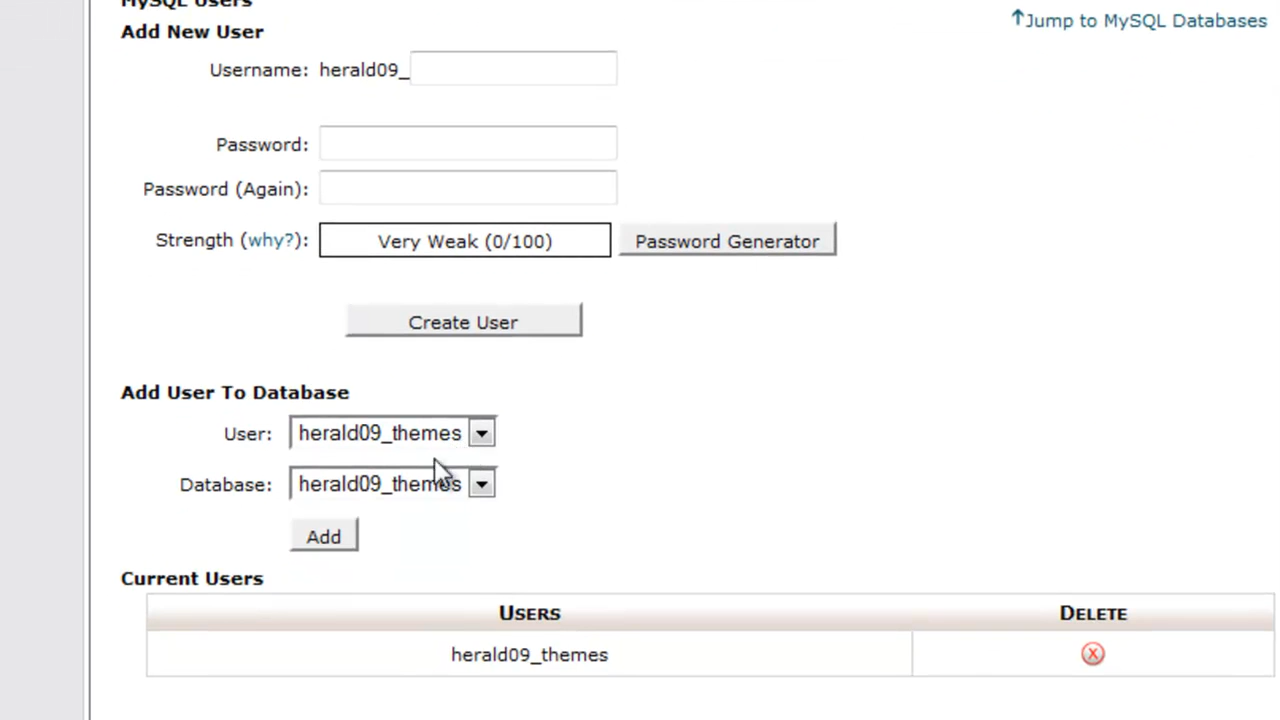 MySQL Users
Jump to MySQL Databases
Add New User
Username: herald09_
Password:
Password (Again):
Strength (why?): Very Weak (0/100) Password Generator
Create User
Add User To Database
User: herald09_themes
Database: herald09_themes
Add
Current Users
USERS DELETE
herald09_themes